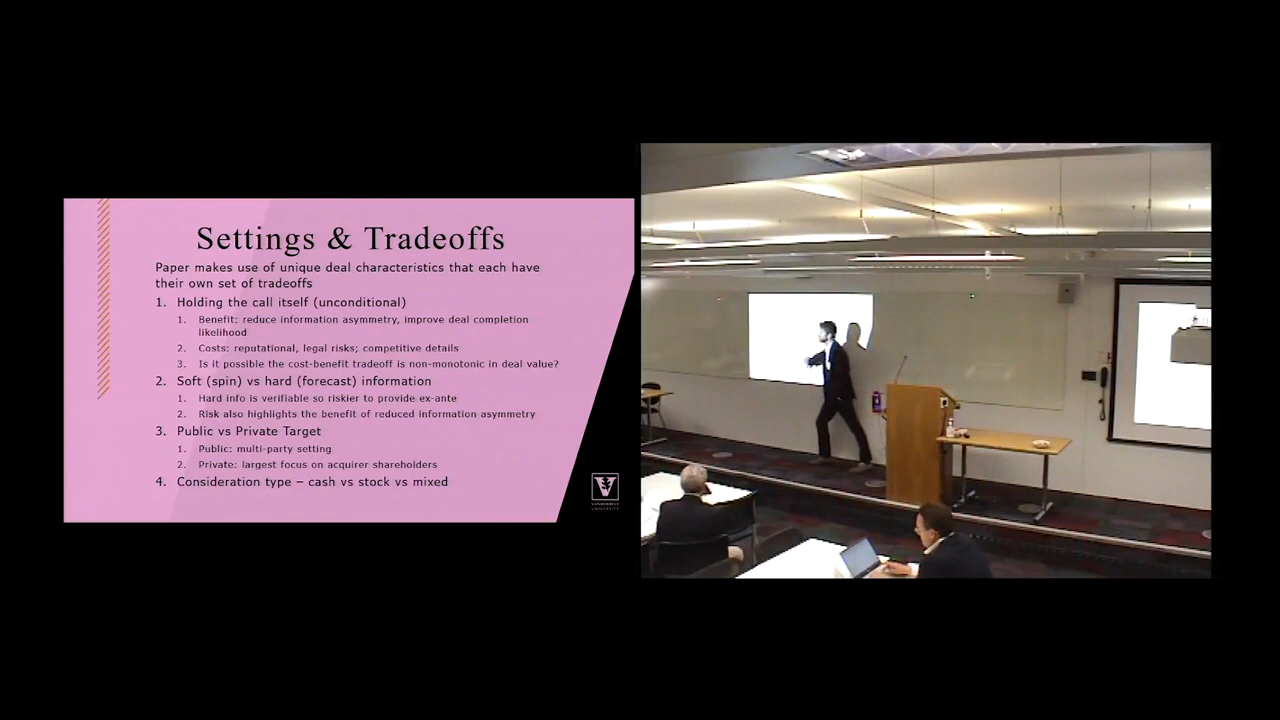 Settings & Tradeoffs
Paper makes use of unique deal characteristics that each have
their own set of tradeoffs
1. Holding the call itself (unconditional)
1. Benefit: reduce information asymmetry, improve deal completion
likelihood
2. Costs: reputational, legal risks; competitive details
3. Is it possible the cost-benefit tradeoff is non-monotonic in deal value?
2. Soft (spin) vs hard (forecast) information
1. Hard info is verifiable so riskier to provide ex-ante
2. Risk also highlights the benefit of reduced information asymmetry
3. Public vs Private Target
1. Public: multi-party setting
2. Private: largest focus on acquirer shareholders
4. Consideration type – cash vs stock vs mixed
V
VANDERBILT
UNIVERSITY